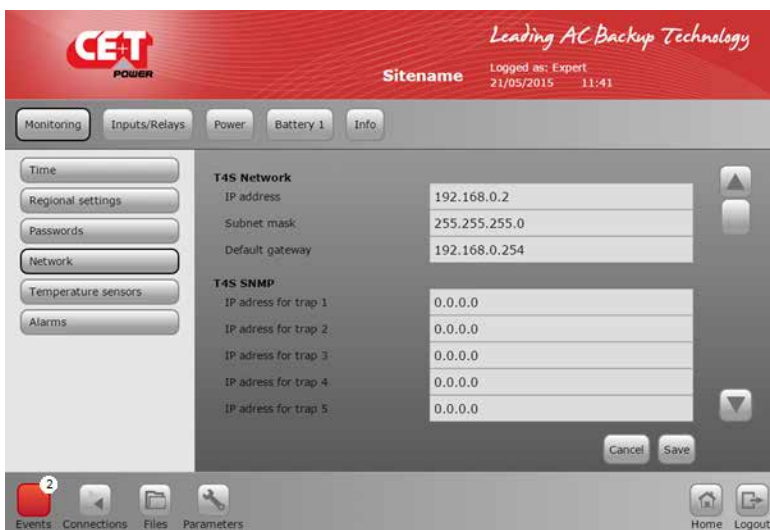 CE+T
POWER
Leading AC Backup Technology
Sitename
Logged as: Expert
21/05/2015 11:41
Monitoring Inputs/Relays Power Battery 1 Info
Time
Regional settings
Passwords
Network
Temperature sensors
Alarms
T4S Network
IP address 192.168.0.2
Subnet mask 255.255.255.0
Default gateway 192.168.0.254
T4S SNMP
IP adress for trap 1 0.0.0.0
IP adress for trap 2 0.0.0.0
IP adress for trap 3 0.0.0.0
IP adress for trap 4 0.0.0.0
IP adress for trap 5 0.0.0.0
Cancel Save
2
Events Connections Files Parameters Home Logout